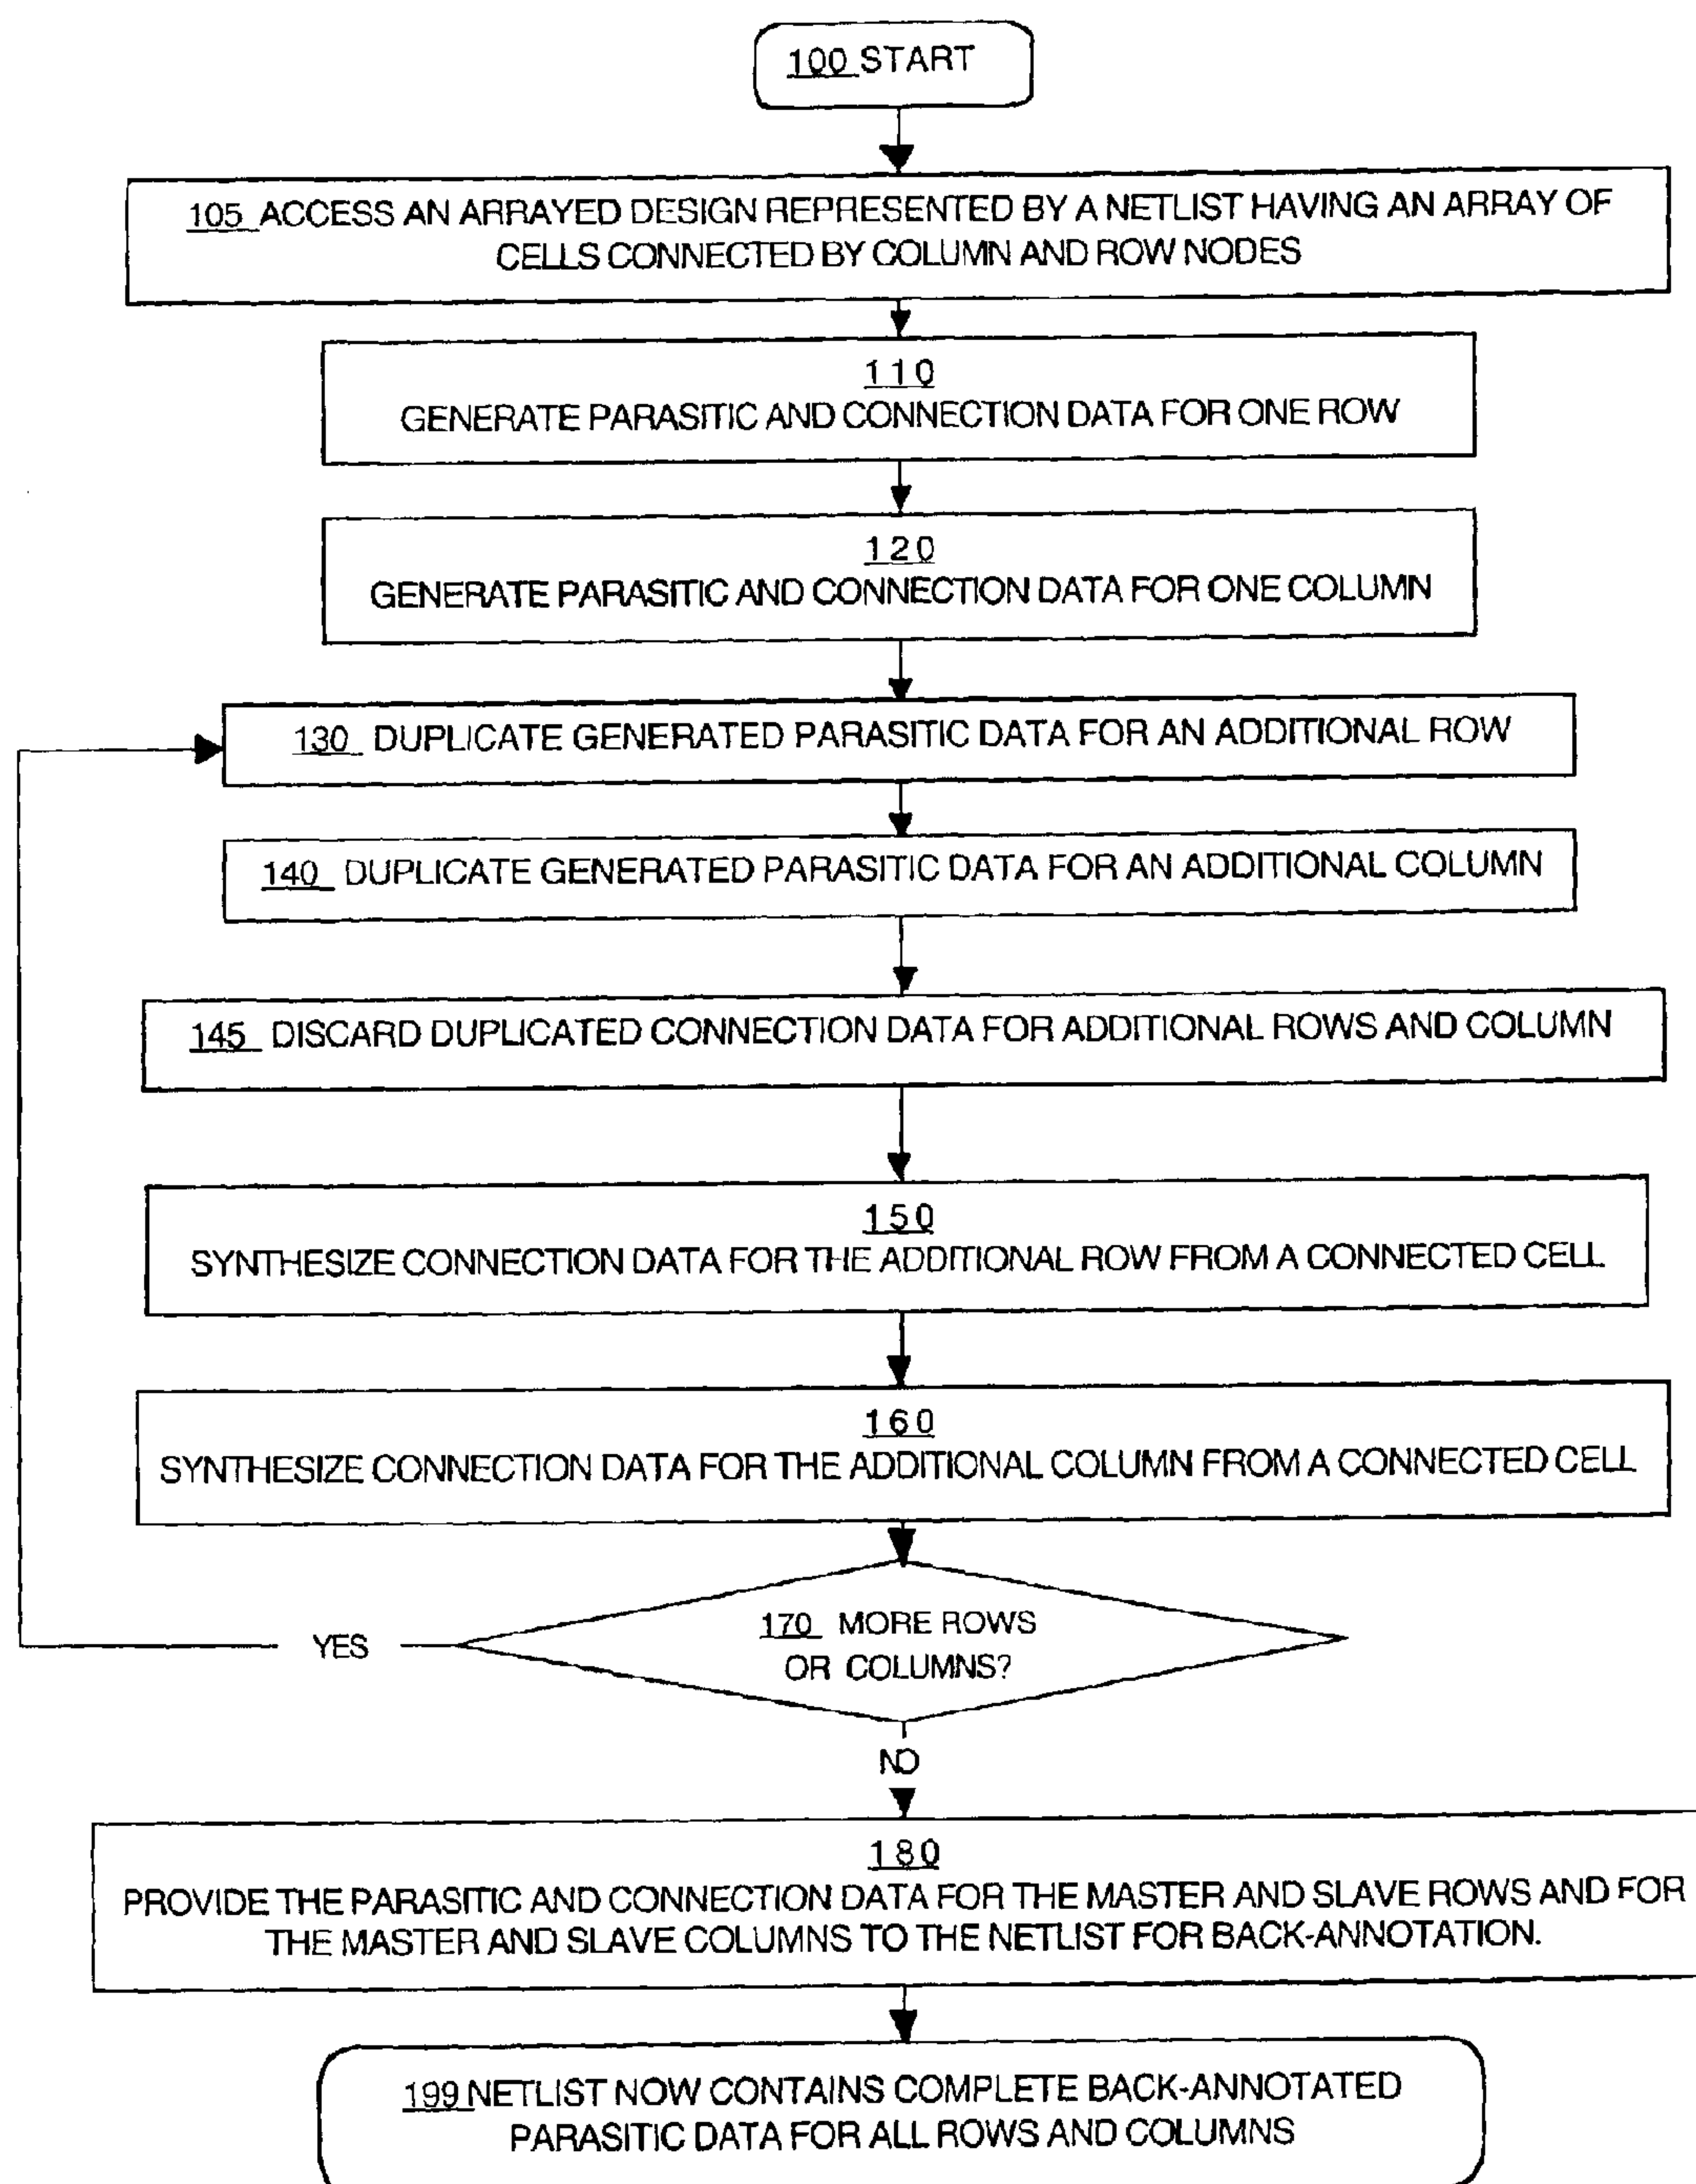 100 START
105 ACCESS AN ARRAYED DESIGN REPRESENTED BY A NETLIST HAVING AN ARRAY OF
CELLS CONNECTED BY COLUMN AND ROW NODES
110
GENERATE PARASITIC AND CONNECTION DATA FOR ONE ROW
120
GENERATE PARASITIC AND CONNECTION DATA FOR ONE COLUMN
130 DUPLICATE GENERATED PARASITIC DATA FOR AN ADDITIONAL ROW
140 DUPLICATE GENERATED PARASITIC DATA FOR AN ADDITIONAL COLUMN
145 DISCARD DUPLICATED CONNECTION DATA FOR ADDITIONAL ROWS AND COLUMN
150
SYNTHESIZE CONNECTION DATA FOR THE ADDITIONAL ROW FROM A CONNECTED CELL
160
SYNTHESIZE CONNECTION DATA FOR THE ADDITIONAL COLUMN FROM A CONNECTED CELL
170 MORE ROWS
OR COLUMNS?
YES
NO
180
PROVIDE THE PARASITIC AND CONNECTION DATA FOR THE MASTER AND SLAVE ROWS AND FOR
THE MASTER AND SLAVE COLUMNS TO THE NETLIST FOR BACK-ANNOTATION.
199 NETLIST NOW CONTAINS COMPLETE BACK-ANNOTATED
PARASITIC DATA FOR ALL ROWS AND COLUMNS